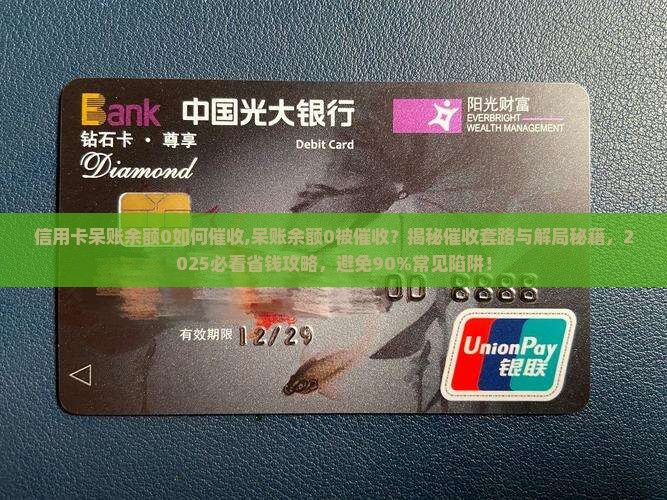 Bank 中国光大银行
阳光财富
EVERBRIGHT
WEALTH MANAGEMENT
钻石卡 · 尊享
Debit Card
Diamond
信用卡呆账余额0如何催收,呆账余额0被催收？揭秘催收套路与解局秘籍，2
025必看省钱攻略，避免90%常见陷阱！
00 8888
有效期限 12/29
UnionPay
银联